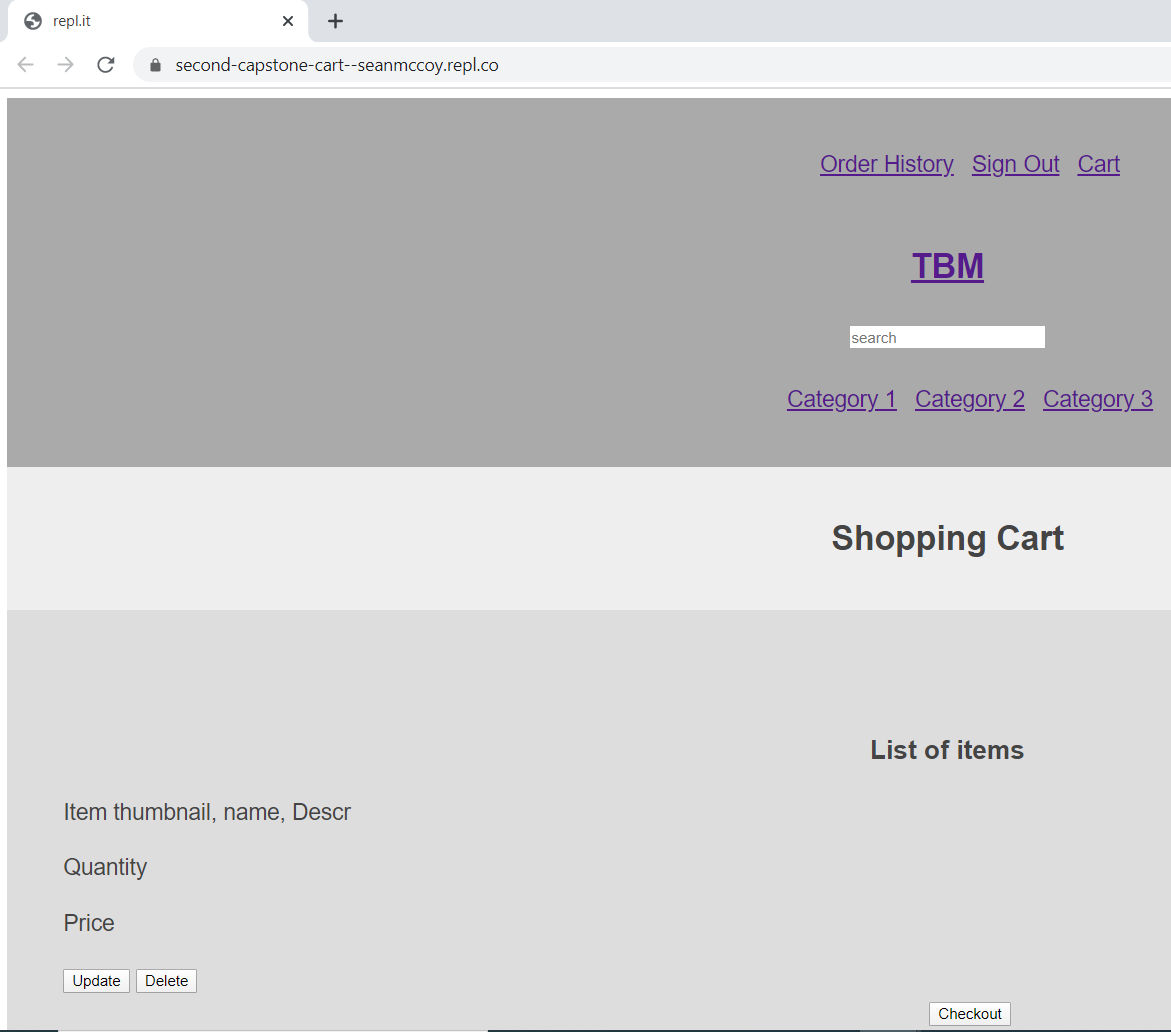 repl.it
second-capstone-cart--seanmccoy.repl.co
Order History Sign Out Cart
TBM
search
Category 1 Category 2 Category 3
Shopping Cart
List of items
Item thumbnail, name, Descr
Quantity
Price
Update Delete
Checkout